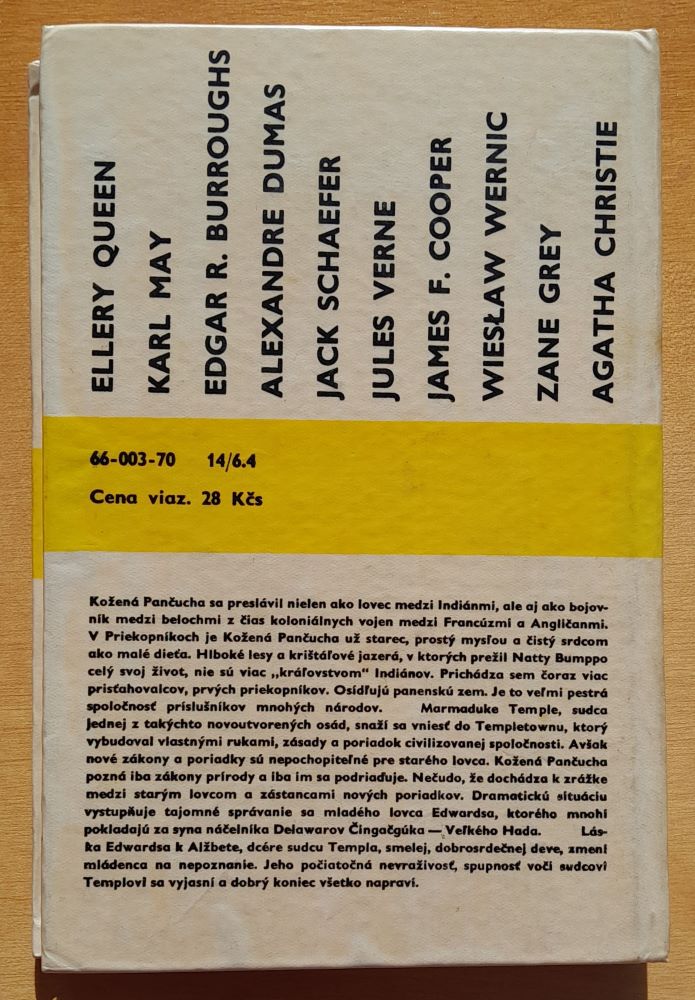 ELLERY QUEEN
KARL MAY
EDGAR R. BURROUGHS
ALEXANDRE DUMAS
JACK SCHAEFER
JULES VERNE
JAMES F. COOPER
WIESŁAW WERNIC
ZANE GREY
AGATHA CHRISTIE
66-003-70 14/6.4
Cena viaz. 28 Kčs
Kožená Pančucha sa preslávil nielen ako lovec medzi Indiánmi, ale aj ako bojov-
ník medzi belochmi z čias koloniálnych vojen medzi Francúzmi a Angličanmi.
V Priekopníkoch je Kožená Pančucha už starec, prostý mysľou a čistý srdcom
ako malé dieťa. Hlboké lesy a krištáľové jazerá, v ktorých prežil Natty Bumppo
celý svoj život, nie sú viac „kráľovstvom" Indiánov. Prichádza sem čoraz viac
prisťahovalcov, prvých priekopníkov. Osídľujú panenskú zem. Je to veľmi pestrá
spoločnosť príslušníkov mnohých národov. Marmaduke Temple, sudca
jednej z takýchto novoutvorených osád, snaží sa vniesť do Templetownu, ktorý
vybudoval vlastnými rukami, zásady a poriadok civilizovanej spoločnosti. Avšak
nové zákony a poriadky sú nepochopiteľné pre starého lovca. Kožená Pančucha
pozná iba zákony prírody a iba im sa podriaďuje. Nečudo, že dochádza k zrážke
medzi starým lovcom a zástancami nových poriadkov. Dramatickú situáciu
vystupňuje tajomné správanie sa mladého lovca Edwardsa, ktorého mnohí
pokladajú za syna náčelníka Delawarov Čingačgúka — Veľkého Hada. Lás-
ka Edwardsa k Alžbete, dcére sudcu Templa, smelej, dobrosrdečnej deve, zmení
mládenca na nepoznanie. Jeho počiatočná nevraživosť, spupnosť voči sudcovi
Templovi sa vyjasní a dobrý koniec všetko napraví.